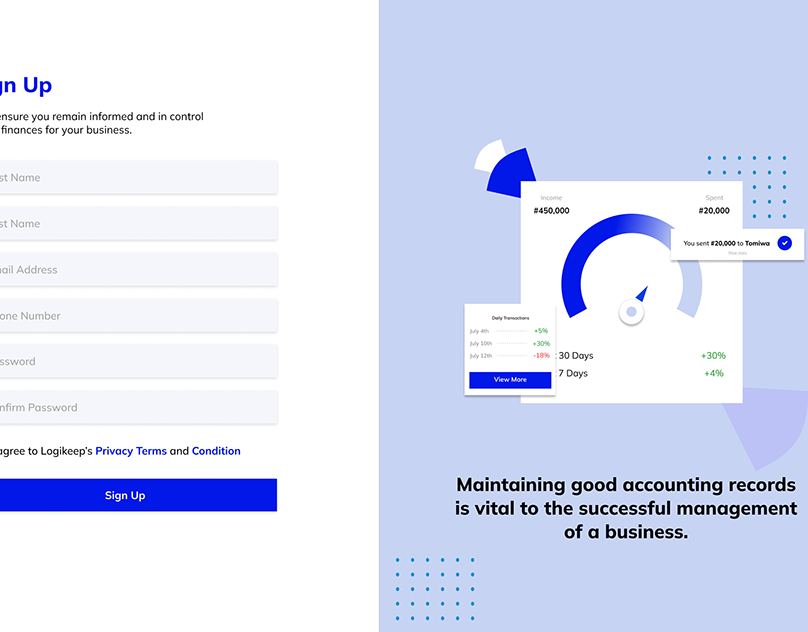 gn Up
ensure you remain informed and in control
finances for your business.
st Name
st Name
ail Address
one Number
ssword
nfirm Password
agree to Logikeep's Privacy Terms and Condition
Sign Up
Income
Spent
#450,000
#20,000
You sent #20,000 to Tomiwa
Daily Transactions
July 4th +5%
July 10th +30%
July 12th -18%
View More
30 Days +30%
7 Days +4%
Maintaining good accounting records
is vital to the successful management
of a business.